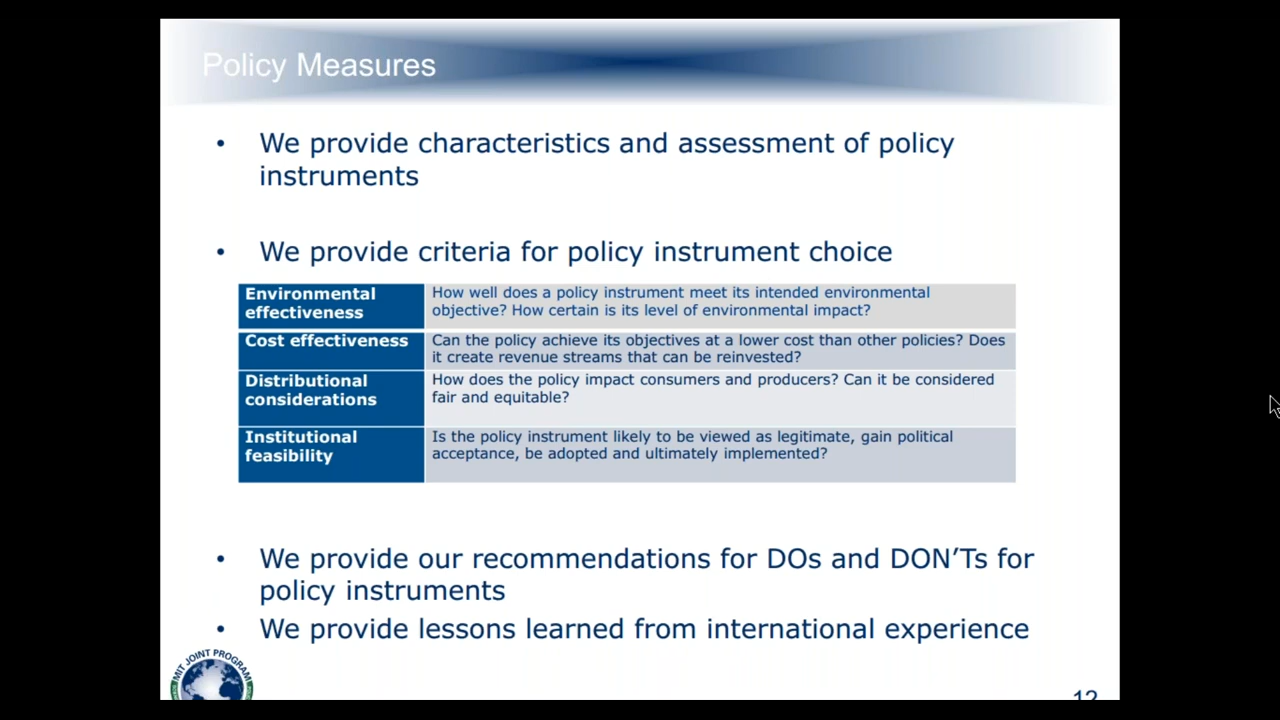 Policy Measures
• We provide characteristics and assessment of policy
instruments
• We provide criteria for policy instrument choice
Environmental
effectiveness
How well does a policy instrument meet its intended environmental
objective? How certain is its level of environmental impact?
Cost effectiveness
Can the policy achieve its objectives at a lower cost than other policies? Does
it create revenue streams that can be reinvested?
Distributional
considerations
How does the policy impact consumers and producers? Can it be considered
fair and equitable?
Institutional
feasibility
Is the policy instrument likely to be viewed as legitimate, gain political
acceptance, be adopted and ultimately implemented?
• We provide our recommendations for DOs and DON’Ts for
policy instruments
• We provide lessons learned from international experience
MIT JOINT PROGRAM
12